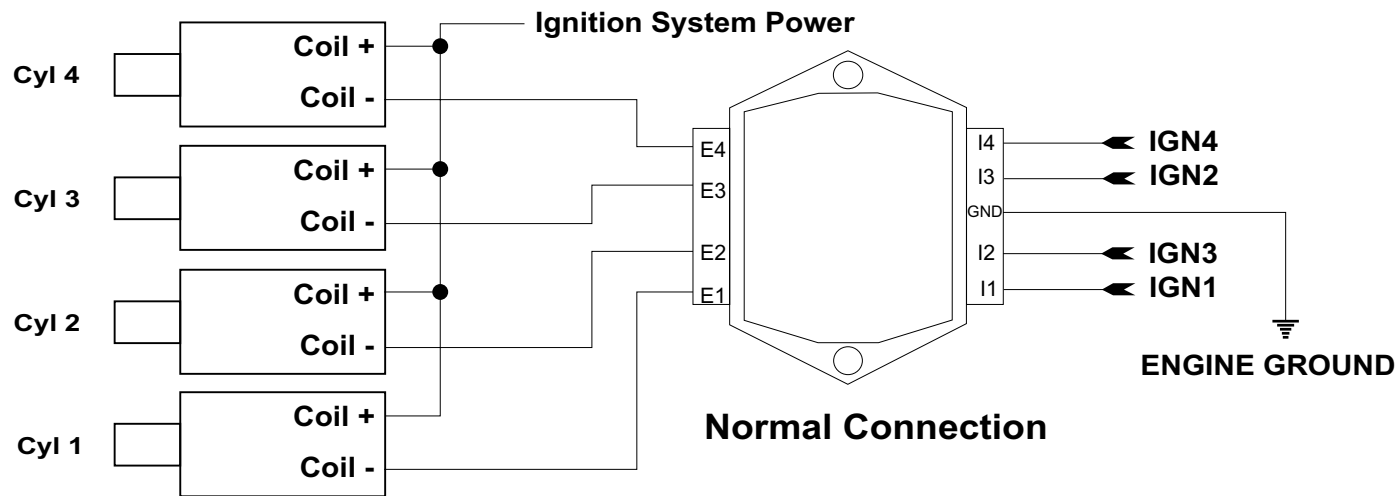 Ignition System Power
Cyl 4
Coil +
Coil -
Cyl 3
Coil +
Coil -
Cyl 2
Coil +
Coil -
Cyl 1
Coil +
Coil -
E4
E3
E2
E1
I4
I3
GND
I2
I1
IGN4
IGN2
IGN3
IGN1
ENGINE GROUND
Normal Connection